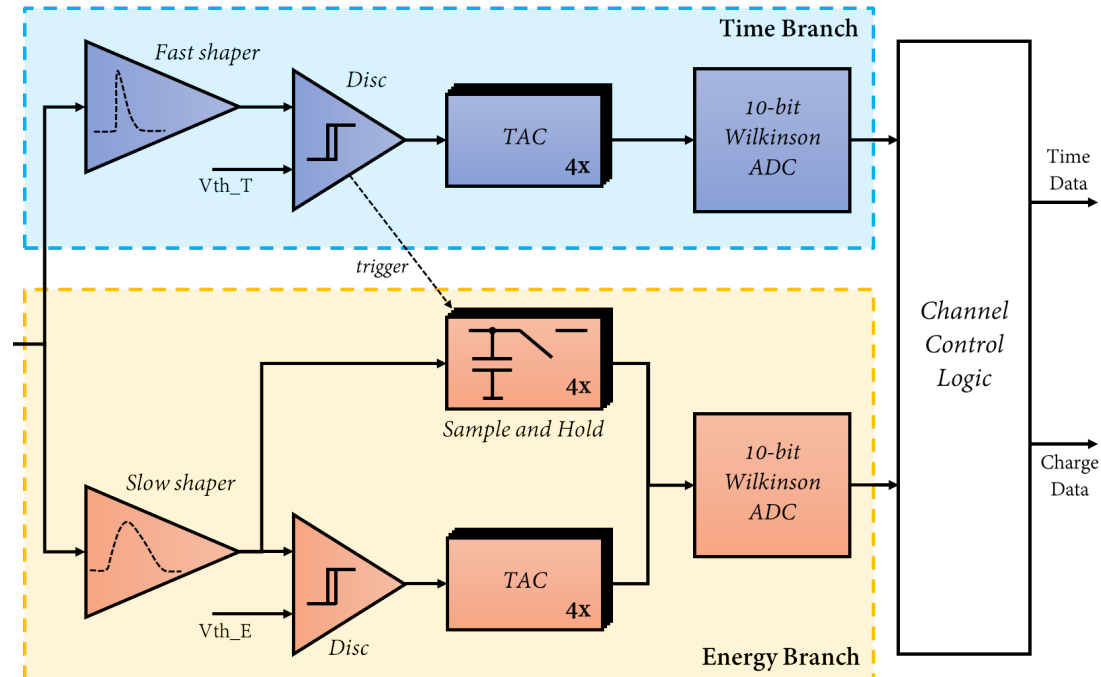 Time Branch
Fast shaper
Disc
Vth_T
TAC
4x
10-bit
Wilkinson
ADC
Time
Data
trigger
4x
Sample and Hold
Channel
Control
Logic
Slow shaper
10-bit
Wilkinson
ADC
Charge
Data
Vth_E
Disc
TAC
4x
Energy Branch